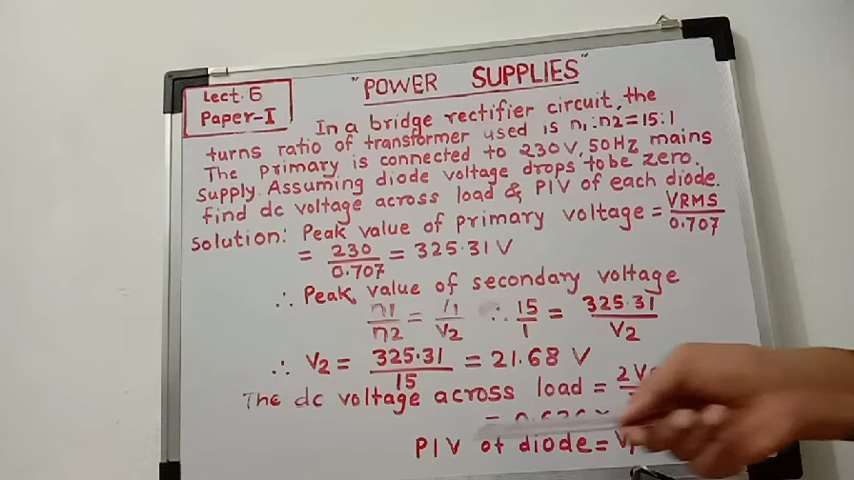 Lect. 6
Paper-I
"POWER SUPPLIES"
In a bridge rectifier circuit, the
turns ratio of transformer used is n1:n2=15:1
The primary is connected to 230V, 50Hz mains
supply. Assuming diode voltage drops to be zero.
find dc voltage across load & PIV of each diode.
Solution: Peak value of primary voltage = VRMS / 0.707
= 230 / 0.707 = 325.31 V
∴ Peak value of secondary voltage
n1 / n2 = V1 / V2 ∴ 15 / 1 = 325.31 / V2
∴ V2 = 325.31 / 15 = 21.68 V
The dc voltage across load =
PIV of diode =